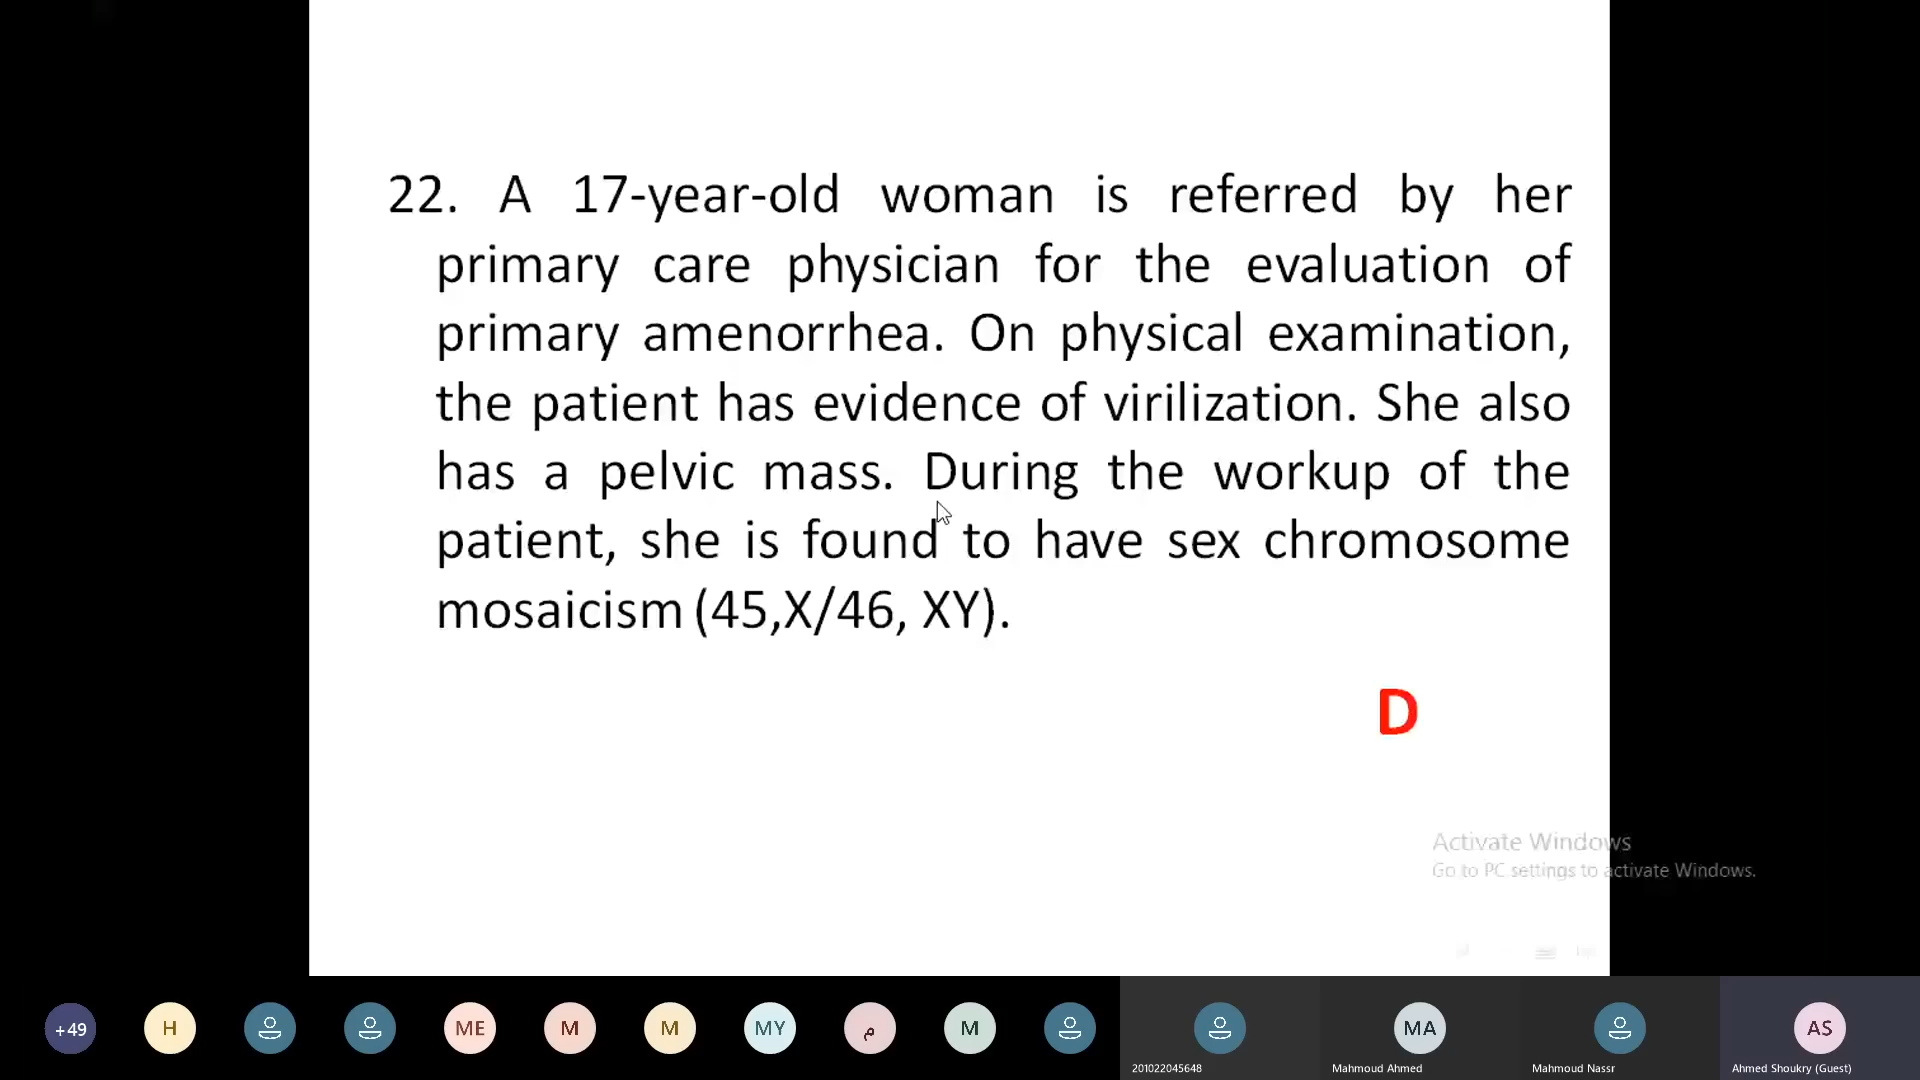 22. A 17-year-old woman is referred by her
primary care physician for the evaluation of
primary amenorrhea. On physical examination,
the patient has evidence of virilization. She also
has a pelvic mass. During the workup of the
patient, she is found to have sex chromosome
mosaicism (45,X/46, XY).
D
Activate Windows
Go to PC settings to activate Windows.
+49 H ME M M MY م M MA AS
201022045648 Mahmoud Ahmed Mahmoud Nassr Ahmed Shoukry (Guest)